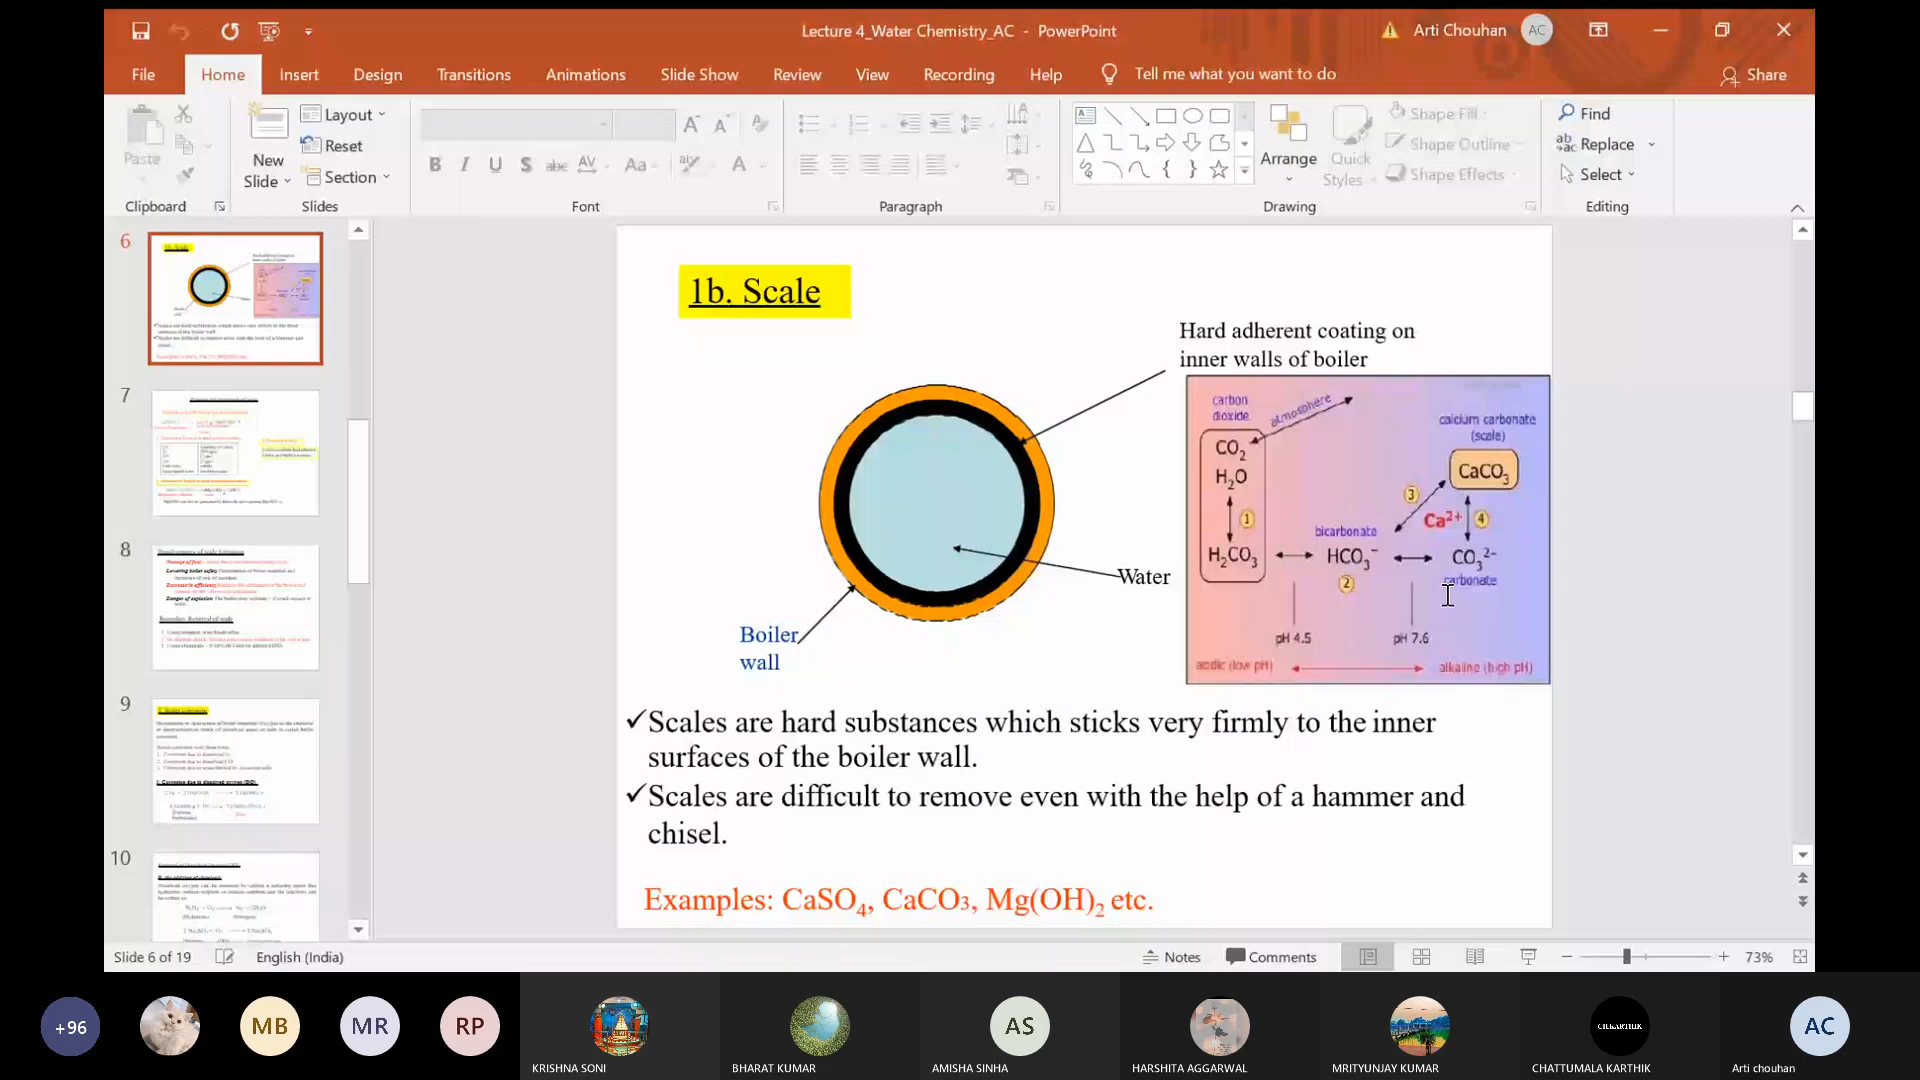 Lecture 4_Water Chemistry_AC - PowerPoint
Arti Chouhan
AC
File Home Insert Design Transitions Animations Slide Show Review View Recording Help Tell me what you want to do
Share
Paste
Clipboard
New Slide
Layout
Reset
Section
Slides
B I U S abc AV Aa A
Font
Paragraph
Arrange
Quick Styles
Shape Fill
Shape Outline
Shape Effects
Drawing
Find
Replace
Select
Editing
6
7
8
9
10
1b. Scale
Hard adherent coating on
inner walls of boiler
Water
Boiler
wall
carbon
dioxide
atmosphere
calcium carbonate
(scale)
CO2
H2O
CaCO3
1
3
Ca2+
4
bicarbonate
H2CO3
HCO3-
CO32-
2
carbonate
pH 4.5
pH 7.6
acidic (low pH)
alkaline (high pH)
✓Scales are hard substances which sticks very firmly to the inner
surfaces of the boiler wall.
✓Scales are difficult to remove even with the help of a hammer and
chisel.
Examples: CaSO4, CaCO3, Mg(OH)2 etc.
Slide 6 of 19
English (India)
Notes
Comments
73%
+96
MB
MR
RP
KRISHNA SONI
BHARAT KUMAR
AS
AMISHA SINHA
HARSHITA AGGARWAL
MRITYUNJAY KUMAR
CHATTUMALA KARTHIK
AC
Arti chouhan